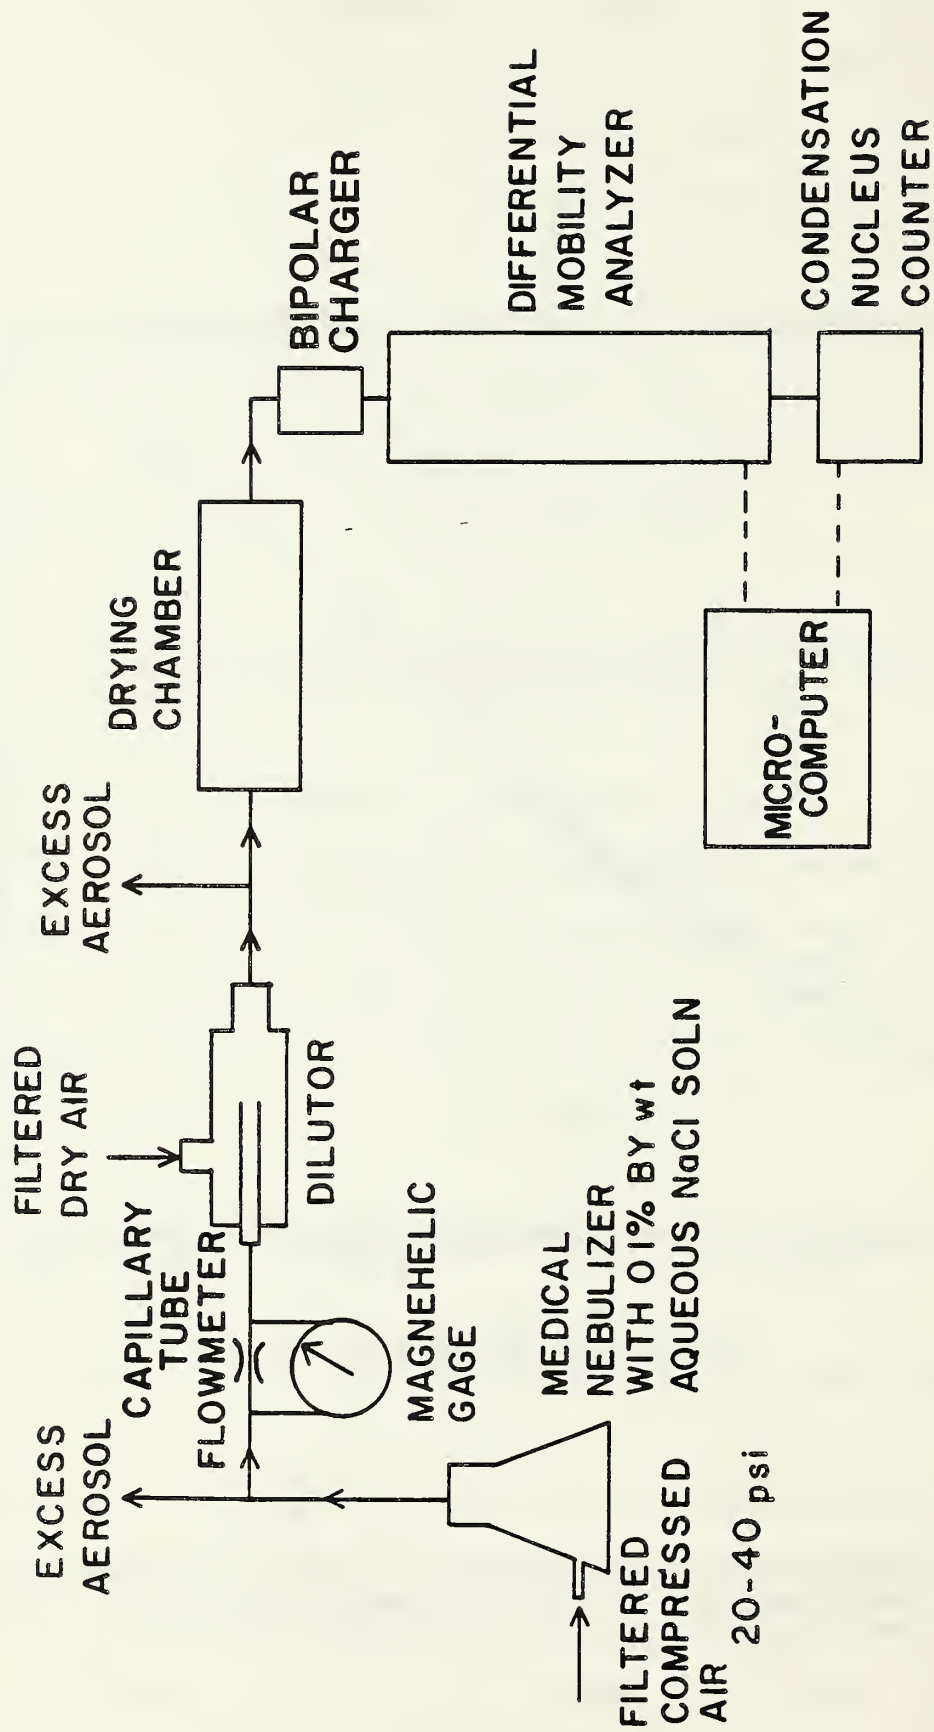 EXCESS
AEROSOL
FILTERED
DRY AIR
EXCESS
AEROSOL
CAPILLARY
TUBE
FLOWMETER
DILUTOR
DRYING
CHAMBER
BIPOLAR
CHARGER
MAGNEHELIC
GAGE
MEDICAL
NEBULIZER
WITH 01% BY wt
AQUEOUS NaCl SOLN
FILTERED
COMPRESSED
AIR
20-40 psi
DIFFERENTIAL
MOBILITY
ANALYZER
MICRO-
COMPUTER
CONDENSATION
NUCLEUS
COUNTER